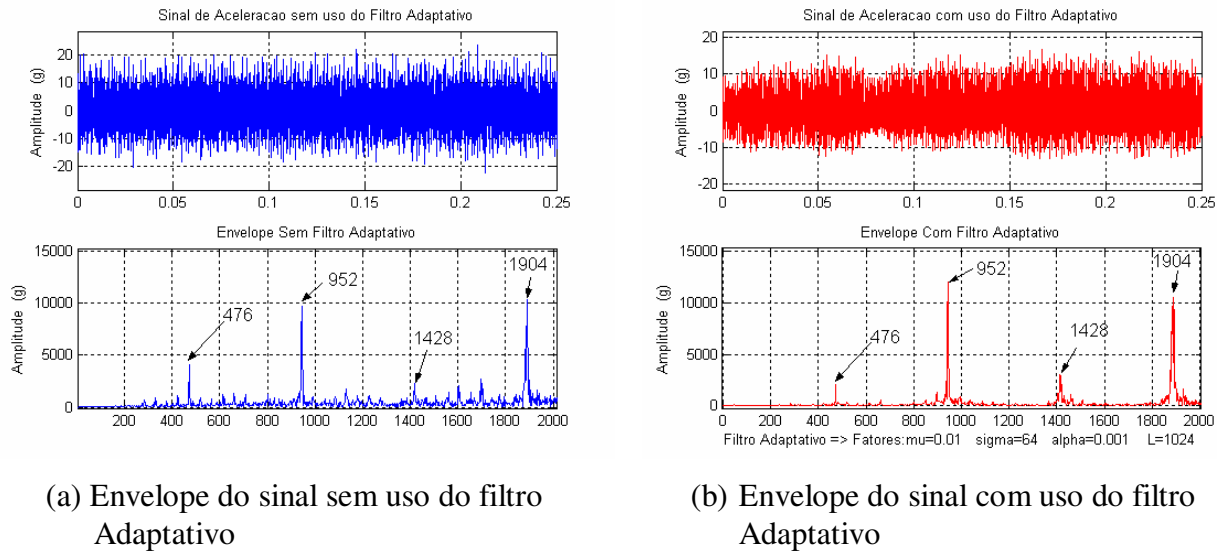 Sinal de Aceleracao sem uso do Filtro Adaptativo
Amplitude (g)
20
10
0
-10
-20
0 0.05 0.1 0.15 0.2 0.25
Envelope Sem Filtro Adaptativo
Amplitude (g)
15000
10000
5000
0
476
952
1428
1904
200 400 600 800 1000 1200 1400 1600 1800 2000
(a) Envelope do sinal sem uso do filtro
Adaptativo
Sinal de Aceleracao com uso do Filtro Adaptativo
Amplitude (g)
20
10
0
-10
-20
0 0.05 0.1 0.15 0.2 0.25
Envelope Com Filtro Adaptativo
Amplitude (g)
15000
10000
5000
0
476
952
1428
1904
0 200 400 600 800 1000 1200 1400 1600 1800 2000
Filtro Adaptativo => Fatores:mu=0.01 sigma=64 alpha=0.001 L=1024
(b) Envelope do sinal com uso do filtro
Adaptativo